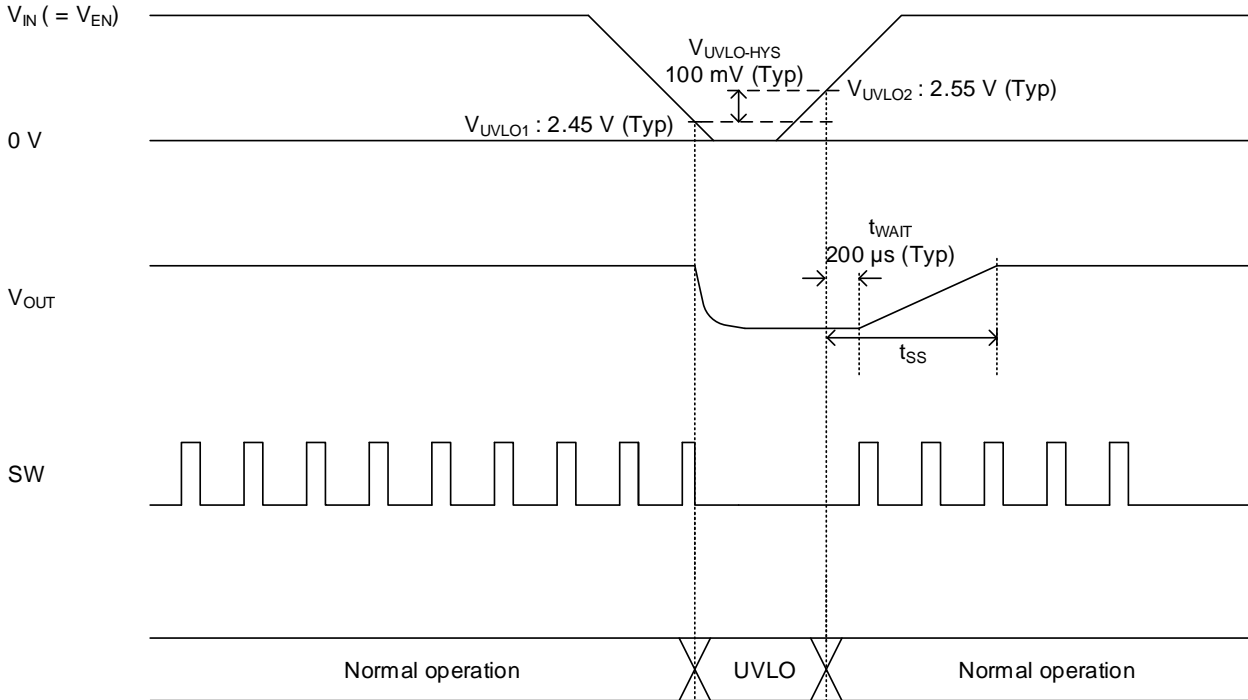 V_IN ( = V_EN)
V_UVLO-HYS
100 mV (Typ)
V_UVLO2 : 2.55 V (Typ)
V_UVLO1 : 2.45 V (Typ)
0 V
t_WAIT
200 µs (Typ)
V_OUT
t_SS
SW
Normal operation
UVLO
Normal operation